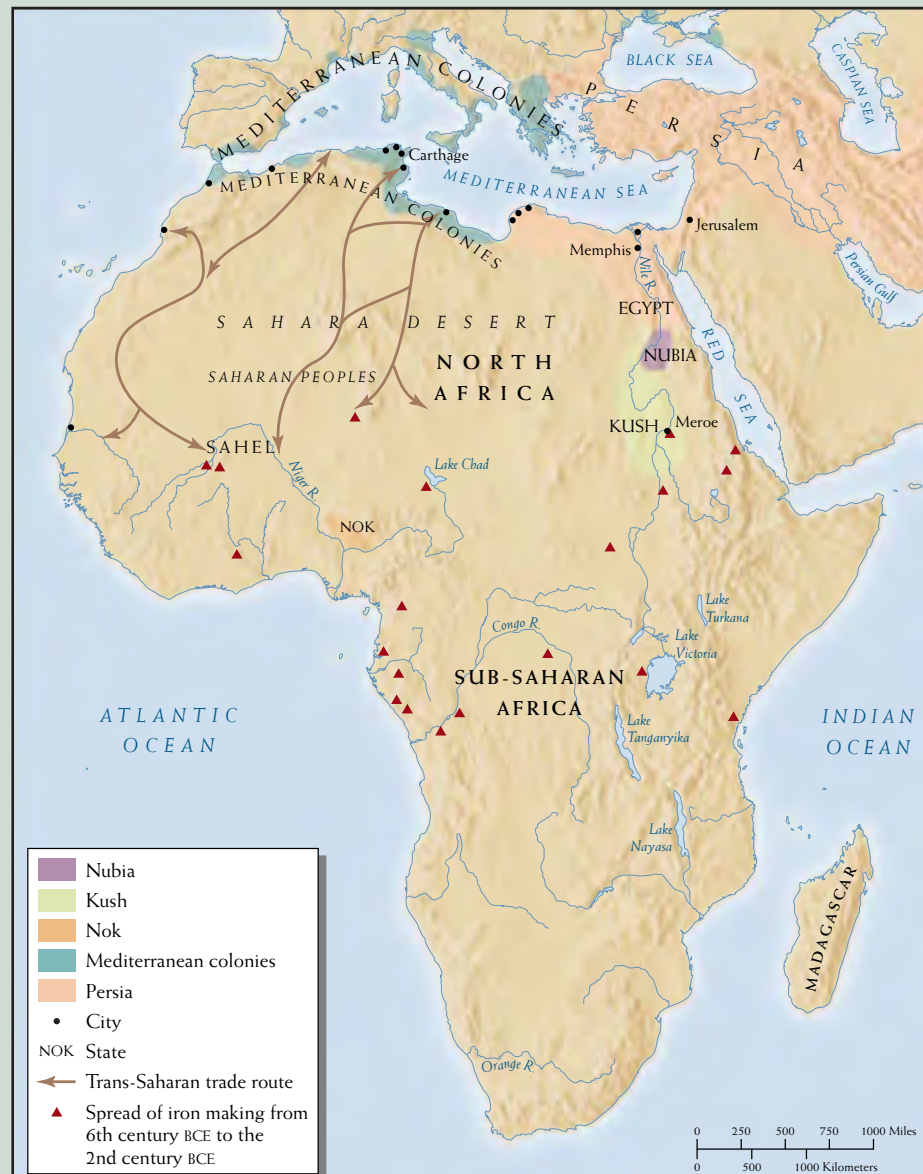 MEDITERRANEAN COLONIES
BLACK SEA
CASPIAN SEA
PERSIA
Carthage
MEDITERRANEAN SEA
MEDITERRANEAN COLONIES
Jerusalem
Memphis
Nile R.
Persian Gulf
EGYPT
SAHARA DESERT
RED SEA
NORTH
AFRICA
NUBIA
SAHARAN PEOPLES
KUSH
Meroe
SAHEL
Niger R.
Lake Chad
NOK
Lake
Turkana
Congo R.
Lake
Victoria
SUB-SAHARAN
AFRICA
ATLANTIC
OCEAN
INDIAN
OCEAN
Lake
Tanganyika
Lake
Nayasa
MADAGASCAR
Orange R.
Nubia
Kush
Nok
Mediterranean colonies
Persia
City
NOK State
Trans-Saharan trade route
Spread of iron making from
6th century BCE to the
2nd century BCE
0 250 500 750 1000 Miles
0 500 1000 Kilometers